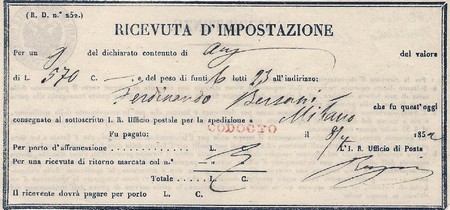 (R. D. n.° 252.)
RICEVUTA D'IMPOSTAZIONE
Per un del dichiarato contenuto di del valore
di L. 570 C. — , e del peso di funti 6 lotti 23 all'indirizzo:
Ferdinando Bersani
che fu quest'oggi
consegnato al sottoscritto I. R. Ufficio postale per la spedizione a Milano
CODOGNO
Fu pagato: il 185
Per porto d'affrancazione L. C. L'I. R. Ufficio di Posta
Per una ricevuta di ritorno marcata col n.°
Totale L. C.
Il ricevente dovrà pagare per porto L. C.